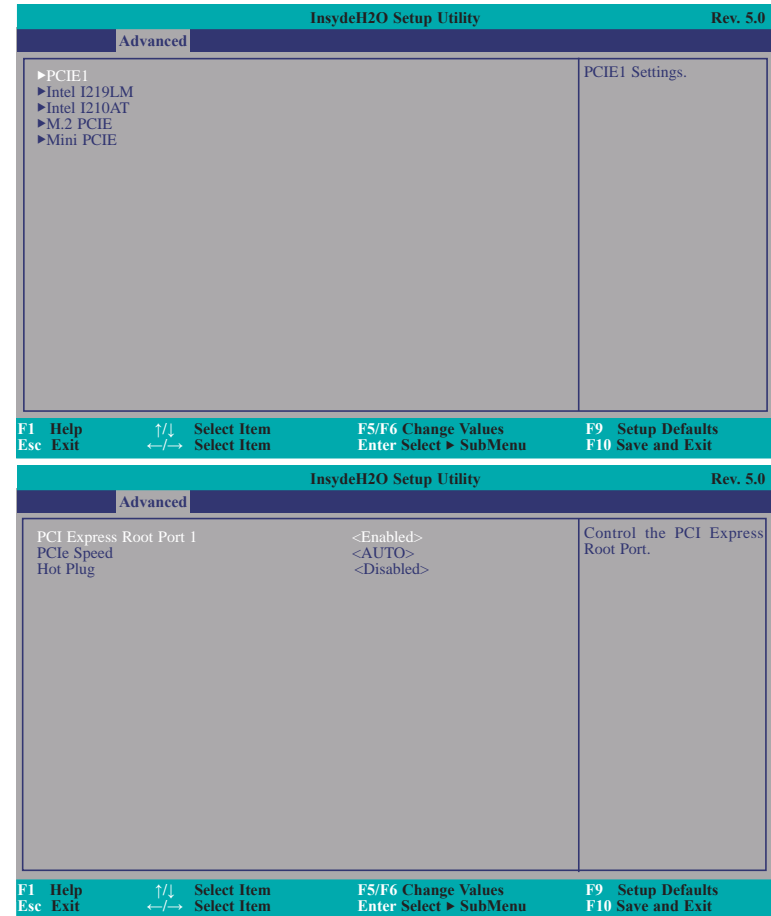 InsydeH2O Setup Utility Rev. 5.0
Advanced
►PCIE1 PCIE1 Settings.
►Intel I219LM
►Intel I210AT
►M.2 PCIE
►Mini PCIE
F1 Help ↑/↓ Select Item F5/F6 Change Values F9 Setup Defaults
Esc Exit ←/→ Select Item Enter Select ► SubMenu F10 Save and Exit
InsydeH2O Setup Utility Rev. 5.0
Advanced
PCI Express Root Port 1 <Enabled> Control the PCI Express
PCIe Speed <AUTO> Root Port.
Hot Plug <Disabled>
F1 Help ↑/↓ Select Item F5/F6 Change Values F9 Setup Defaults
Esc Exit ←/→ Select Item Enter Select ► SubMenu F10 Save and Exit